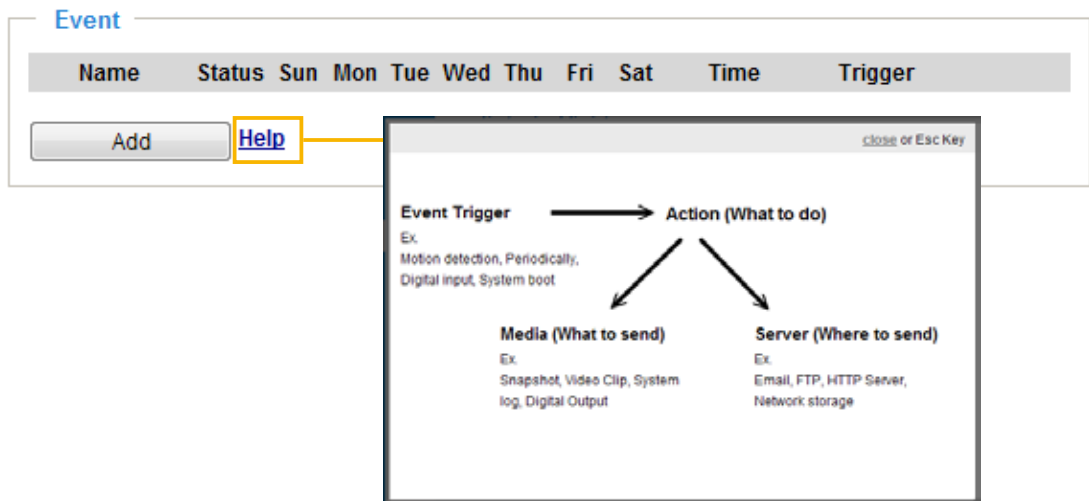 Event
Name Status Sun Mon Tue Wed Thu Fri Sat Time Trigger
Add Help
close or Esc Key
Event Trigger Action (What to do)
Ex.
Motion detection, Periodically,
Digital input, System boot
Media (What to send)
Ex.
Snapshot, Video Clip, System
log, Digital Output
Server (Where to send)
Ex.
Email, FTP, HTTP Server,
Network storage